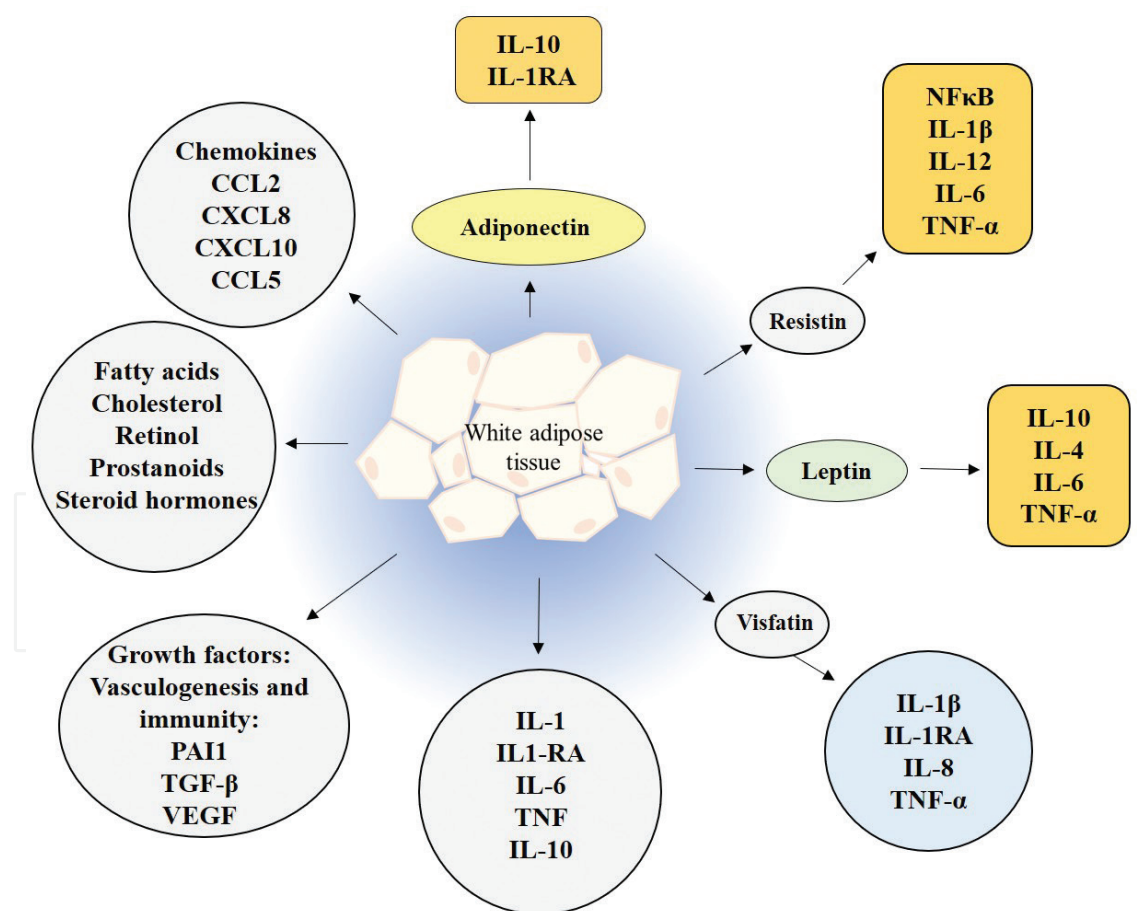 IL-10
IL-1RA
NFκB
IL-1β
IL-12
IL-6
TNF-α
Chemokines
CCL2
CXCL8
CXCL10
CCL5
Adiponectin
Resistin
Fatty acids
Cholesterol
Retinol
Prostanoids
Steroid hormones
White adipose
tissue
Leptin
IL-10
IL-4
IL-6
TNF-α
Visfatin
Growth factors:
Vasculogenesis and
immunity:
PAI1
TGF-β
VEGF
IL-1
IL1-RA
IL-6
TNF
IL-10
IL-1β
IL-1RA
IL-8
TNF-α